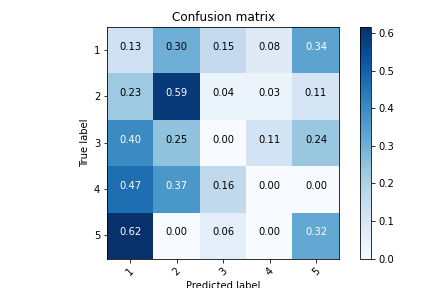 Confusion matrix
1 0.13 0.30 0.15 0.08 0.34
2 0.23 0.59 0.04 0.03 0.11
3 0.40 0.25 0.00 0.11 0.24
4 0.47 0.37 0.16 0.00 0.00
5 0.62 0.00 0.06 0.00 0.32
True label
1 2 3 4 5
Predicted label
0.6
0.5
0.4
0.3
0.2
0.1
0.0